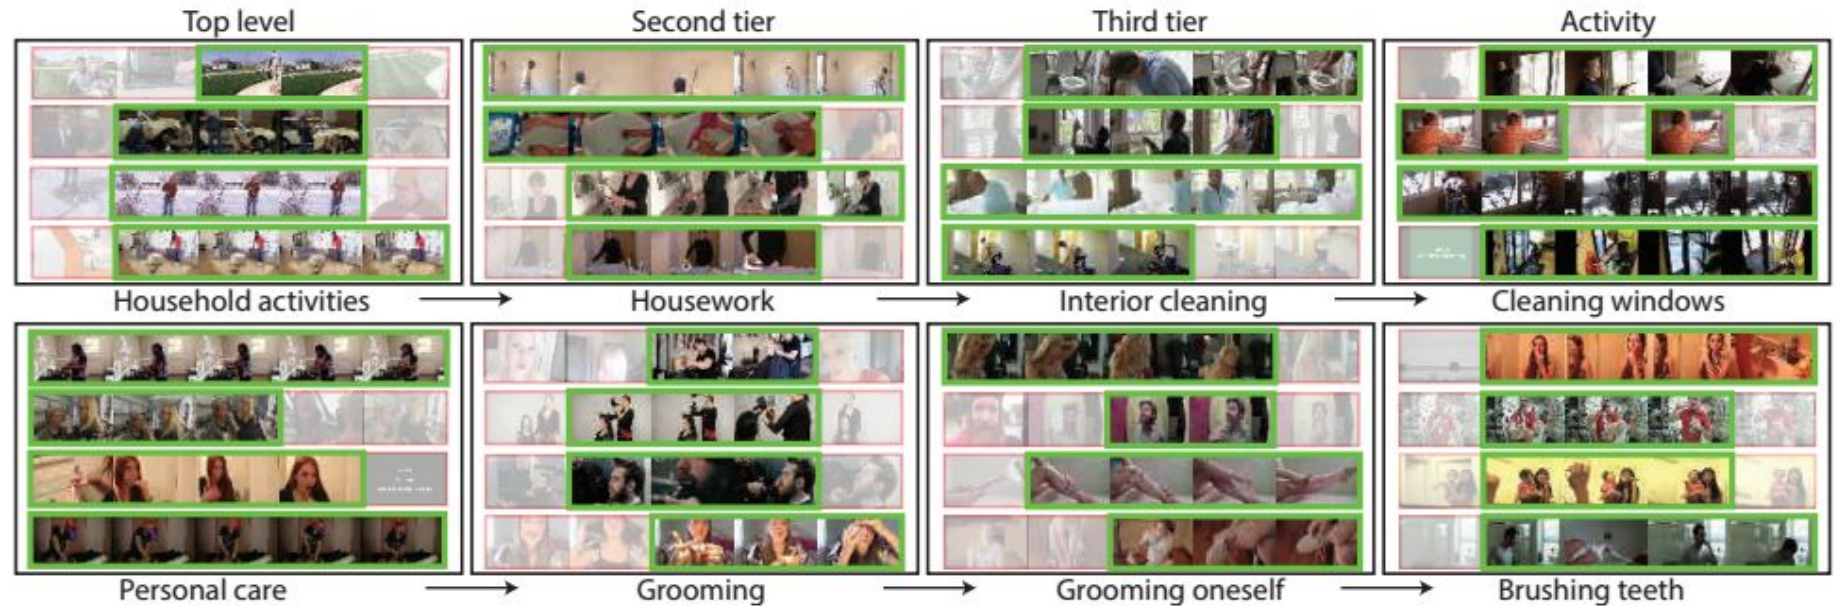 Top level
Second tier
Third tier
Activity
Household activities
Housework
Interior cleaning
Cleaning windows
Personal care
Grooming
Grooming oneself
Brushing teeth